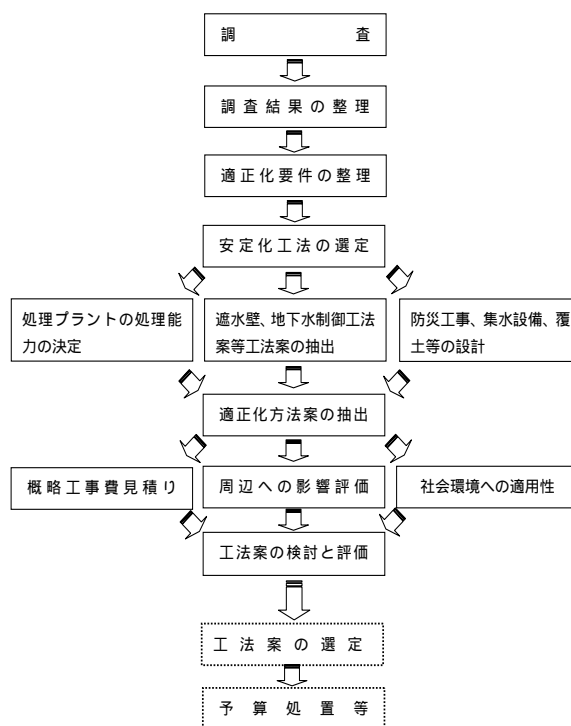 調査
調査結果の整理
適正化要件の整理
安定化工法の選定
処理プラントの処理能
力の決定
遮水壁、地下水制御工法
案等工法案の抽出
防災工事、集水設備、覆
土等の設計
適正化方法案の抽出
概略工事費見積り
周辺への影響評価
社会環境への適用性
工法案の検討と評価
工法案の選定
予算処置等